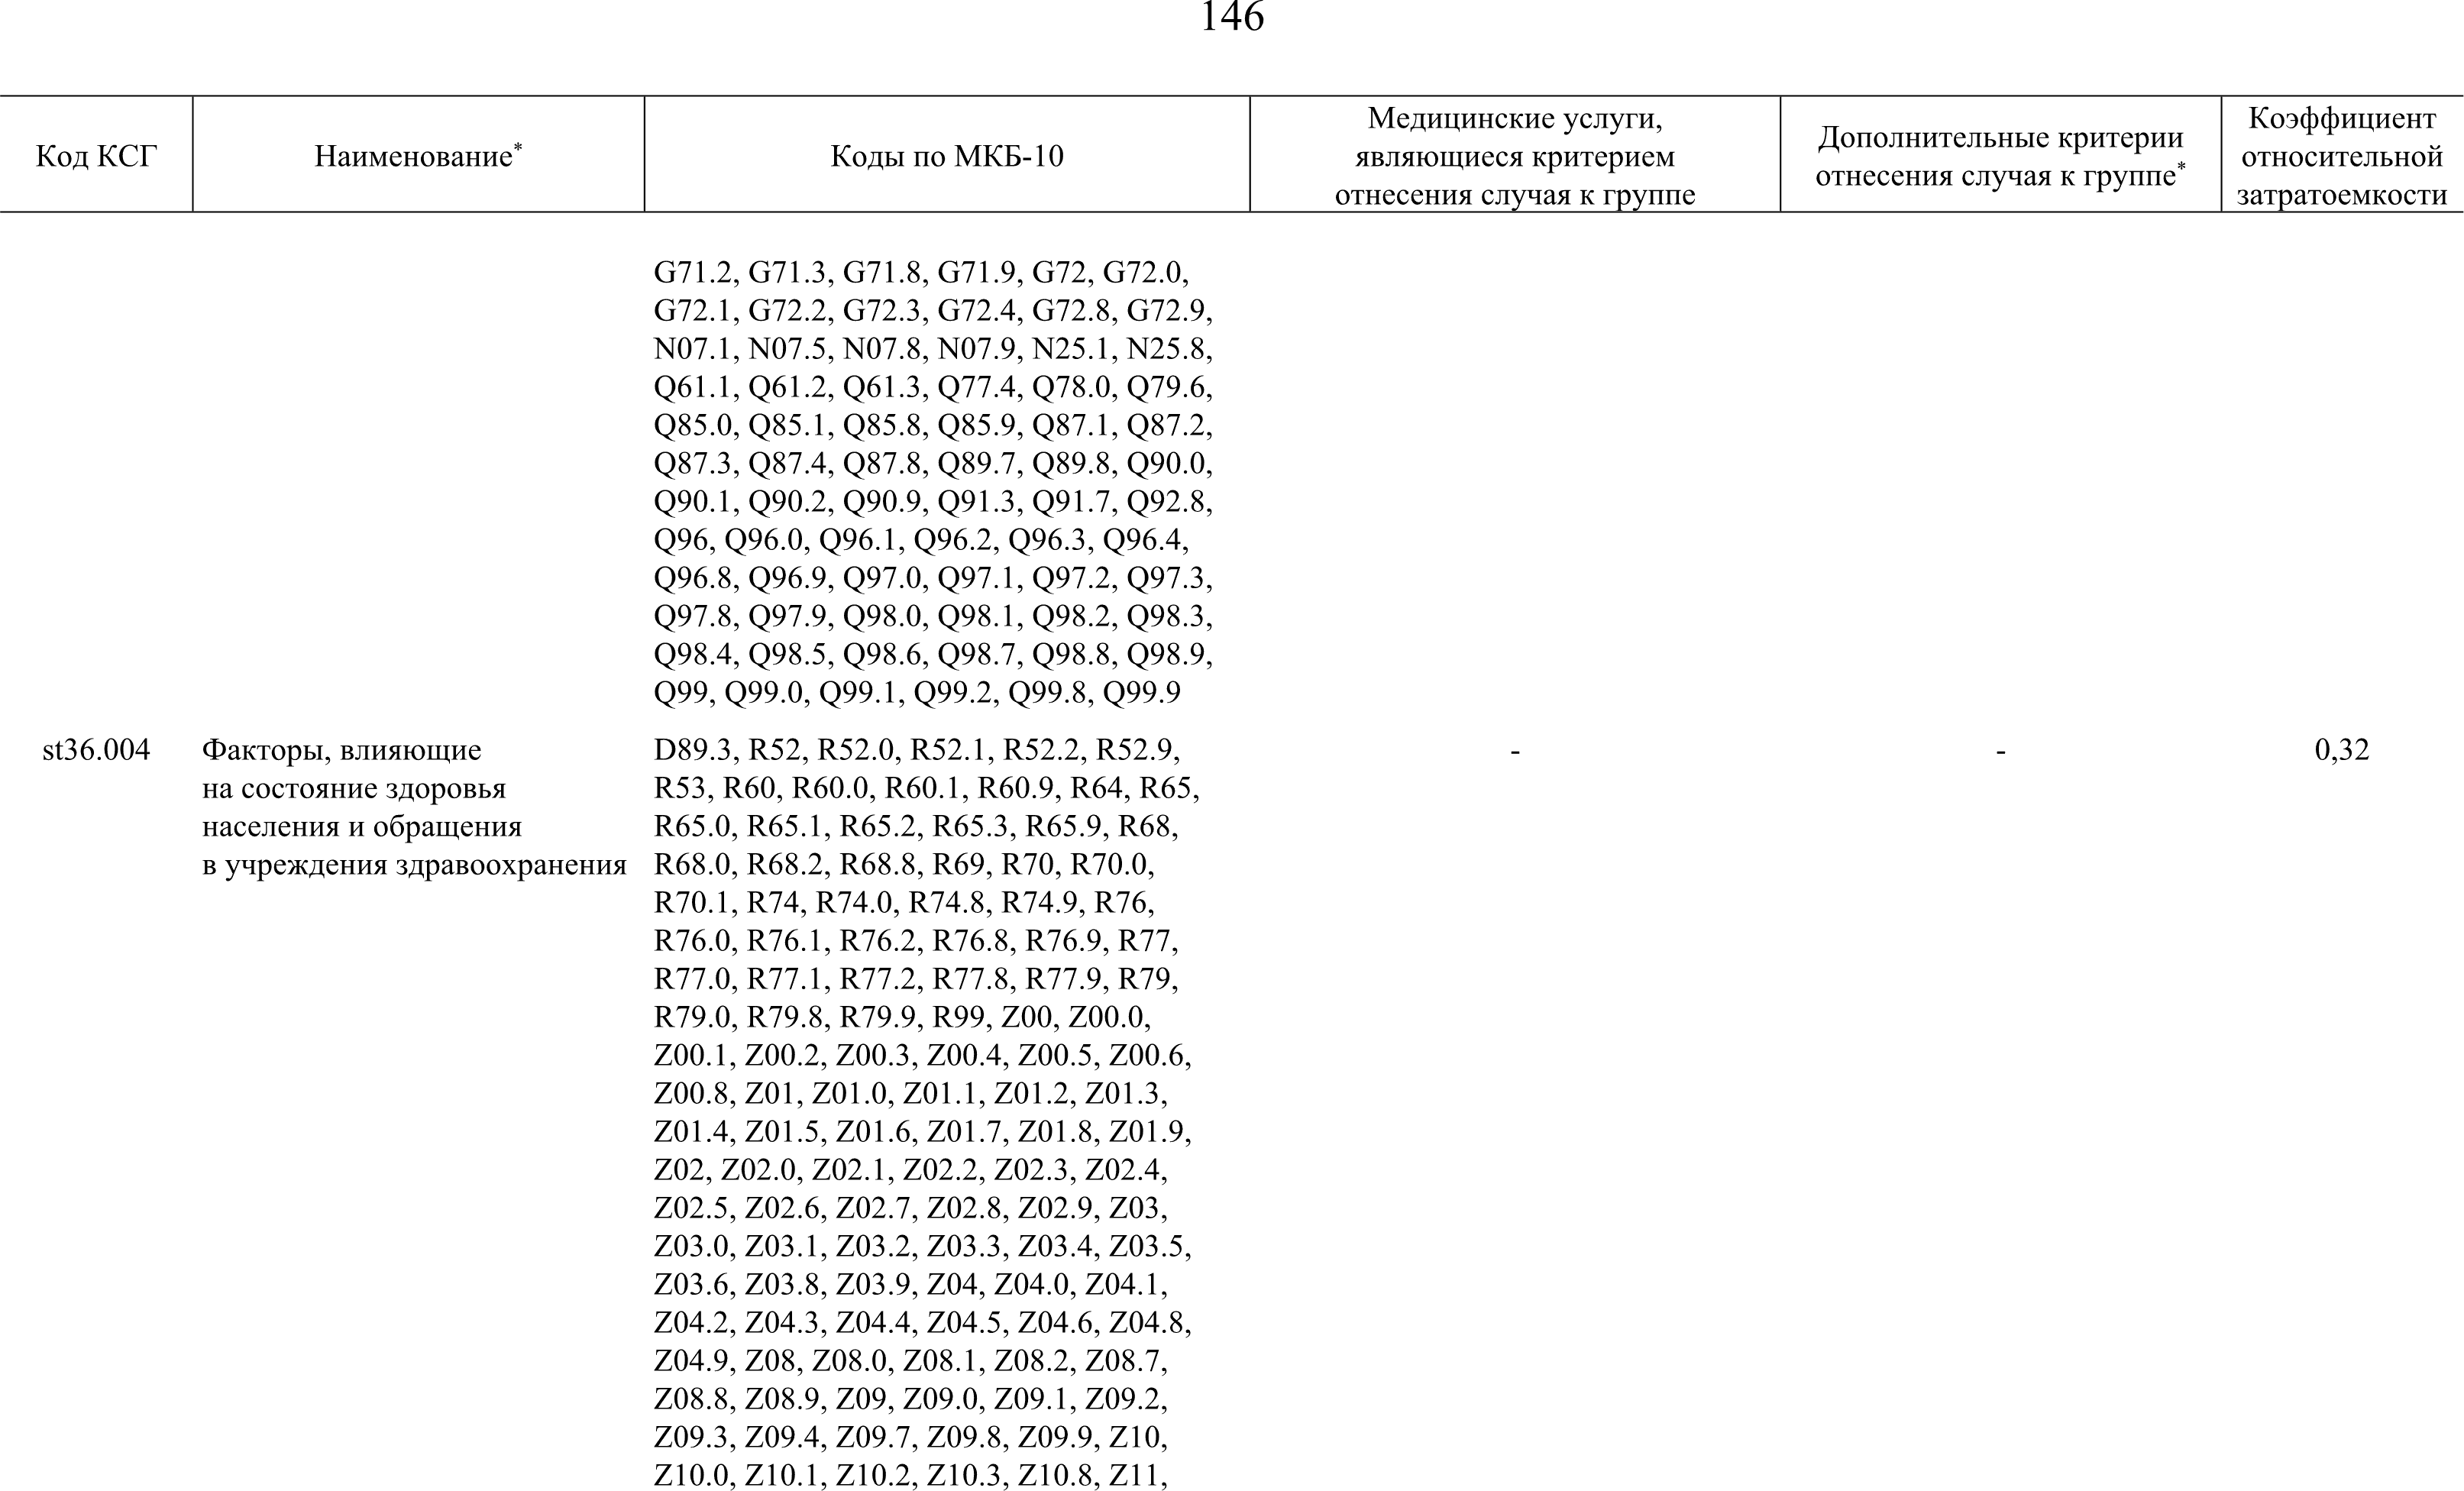 146
Код КСГ
Наименование*
Коды по МКБ-10
Медицинские услуги,
являющиеся критерием
отнесения случая к группе
Дополнительные критерии
отнесения случая к группе*
Коэффициент
относительной
затратоемкости
G71.2, G71.3, G71.8, G71.9, G72, G72.0,
G72.1, G72.2, G72.3, G72.4, G72.8, G72.9,
N07.1, N07.5, N07.8, N07.9, N25.1, N25.8,
Q61.1, Q61.2, Q61.3, Q77.4, Q78.0, Q79.6,
Q85.0, Q85.1, Q85.8, Q85.9, Q87.1, Q87.2,
Q87.3, Q87.4, Q87.8, Q89.7, Q89.8, Q90.0,
Q90.1, Q90.2, Q90.9, Q91.3, Q91.7, Q92.8,
Q96, Q96.0, Q96.1, Q96.2, Q96.3, Q96.4,
Q96.8, Q96.9, Q97.0, Q97.1, Q97.2, Q97.3,
Q97.8, Q97.9, Q98.0, Q98.1, Q98.2, Q98.3,
Q98.4, Q98.5, Q98.6, Q98.7, Q98.8, Q98.9,
Q99, Q99.0, Q99.1, Q99.2, Q99.8, Q99.9
st36.004
Факторы, влияющие
на состояние здоровья
населения и обращения
в учреждения здравоохранения
D89.3, R52, R52.0, R52.1, R52.2, R52.9,
R53, R60, R60.0, R60.1, R60.9, R64, R65,
R65.0, R65.1, R65.2, R65.3, R65.9, R68,
R68.0, R68.2, R68.8, R69, R70, R70.0,
R70.1, R74, R74.0, R74.8, R74.9, R76,
R76.0, R76.1, R76.2, R76.8, R76.9, R77,
R77.0, R77.1, R77.2, R77.8, R77.9, R79,
R79.0, R79.8, R79.9, R99, Z00, Z00.0,
Z00.1, Z00.2, Z00.3, Z00.4, Z00.5, Z00.6,
Z00.8, Z01, Z01.0, Z01.1, Z01.2, Z01.3,
Z01.4, Z01.5, Z01.6, Z01.7, Z01.8, Z01.9,
Z02, Z02.0, Z02.1, Z02.2, Z02.3, Z02.4,
Z02.5, Z02.6, Z02.7, Z02.8, Z02.9, Z03,
Z03.0, Z03.1, Z03.2, Z03.3, Z03.4, Z03.5,
Z03.6, Z03.8, Z03.9, Z04, Z04.0, Z04.1,
Z04.2, Z04.3, Z04.4, Z04.5, Z04.6, Z04.8,
Z04.9, Z08, Z08.0, Z08.1, Z08.2, Z08.7,
Z08.8, Z08.9, Z09, Z09.0, Z09.1, Z09.2,
Z09.3, Z09.4, Z09.7, Z09.8, Z09.9, Z10,
Z10.0, Z10.1, Z10.2, Z10.3, Z10.8, Z11,
-
-
0,32